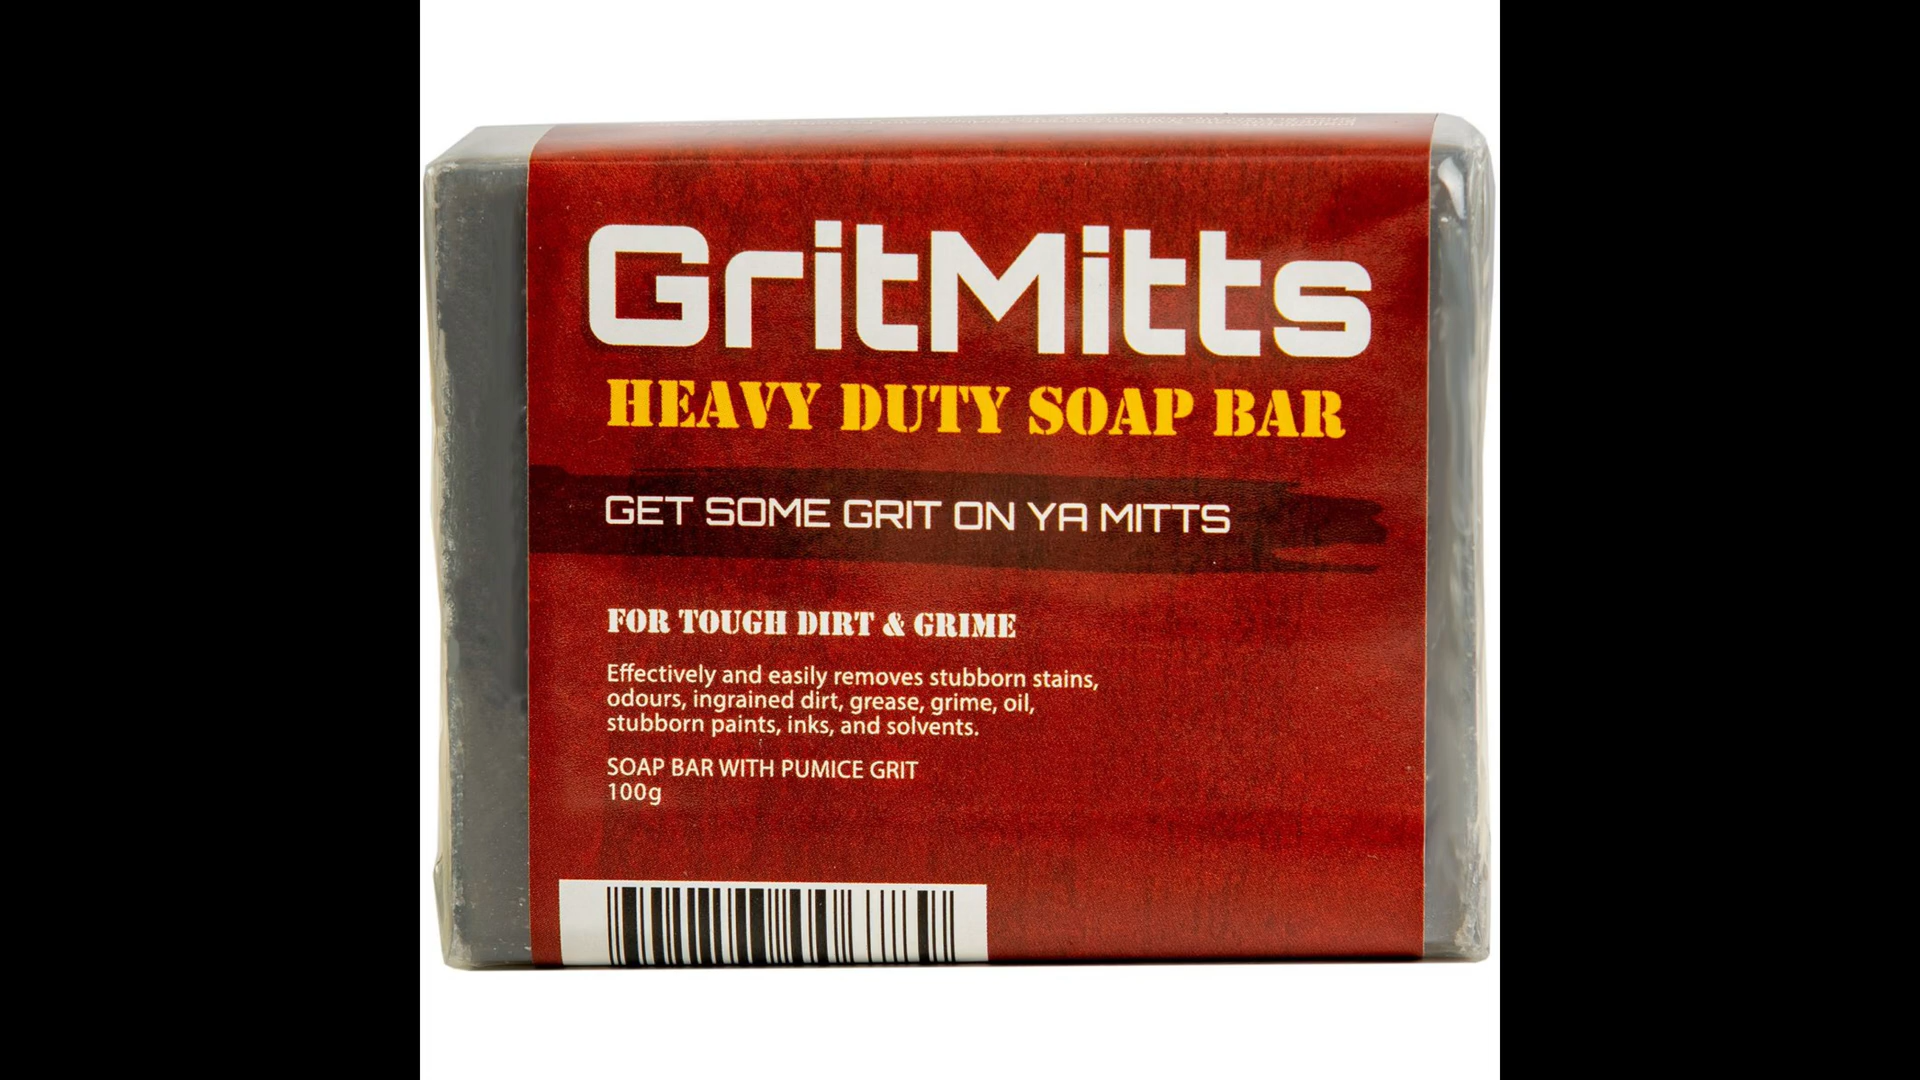 GritMitts
HEAVY DUTY SOAP BAR
GET SOME GRIT ON YA MITTS
FOR TOUGH DIRT & GRIME
Effectively and easily removes stubborn stains,
odours, ingrained dirt, grease, grime, oil,
stubborn paints, inks, and solvents.
SOAP BAR WITH PUMICE GRIT
100g